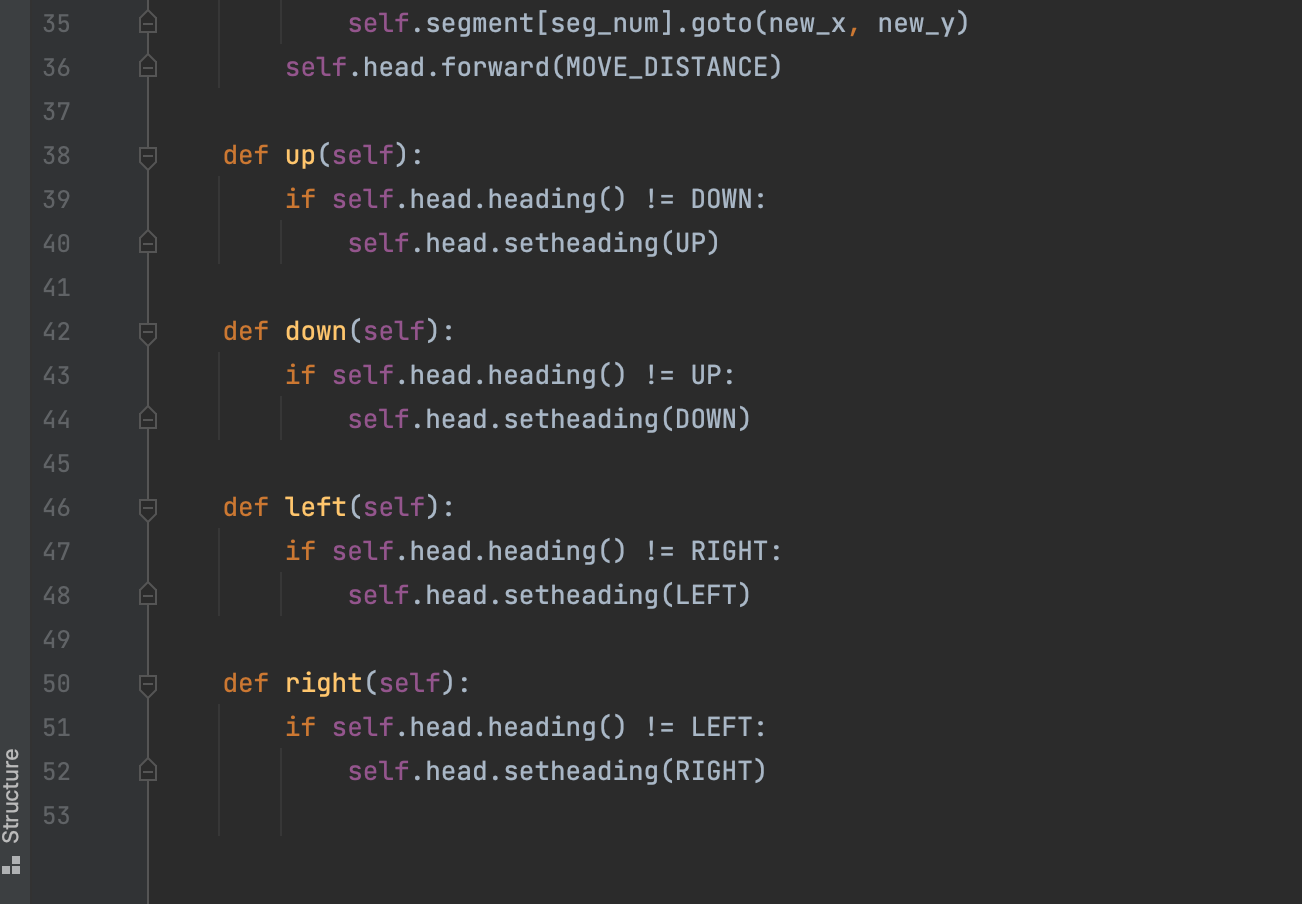 35 self.segment[seg_num].goto(new_x, new_y)
36 self.head.forward(MOVE_DISTANCE)
37
38 def up(self):
39 if self.head.heading() != DOWN:
40 self.head.setheading(UP)
41
42 def down(self):
43 if self.head.heading() != UP:
44 self.head.setheading(DOWN)
45
46 def left(self):
47 if self.head.heading() != RIGHT:
48 self.head.setheading(LEFT)
49
50 def right(self):
51 if self.head.heading() != LEFT:
52 self.head.setheading(RIGHT)
53
Structure